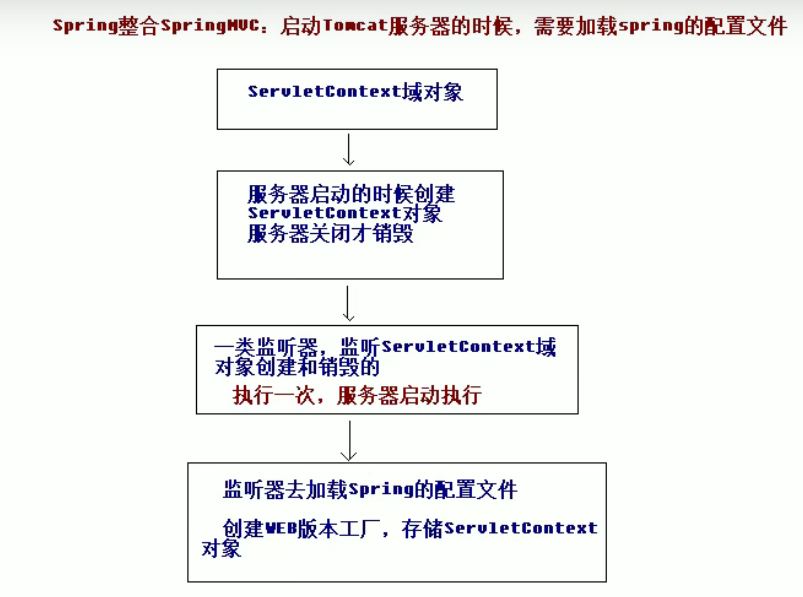 Spring整合SpringMVC：启动Tomcat服务器的时候，需要加载spring的配置文件
ServletContext域对象
服务器启动的时候创建
ServletContext对象
服务器关闭才销毁
一类监听器，监听ServletContext域
对象创建和销毁的
执行一次，服务器启动执行
监听器去加载Spring的配置文件
创建WEB版本工厂，存储ServletContext
对象